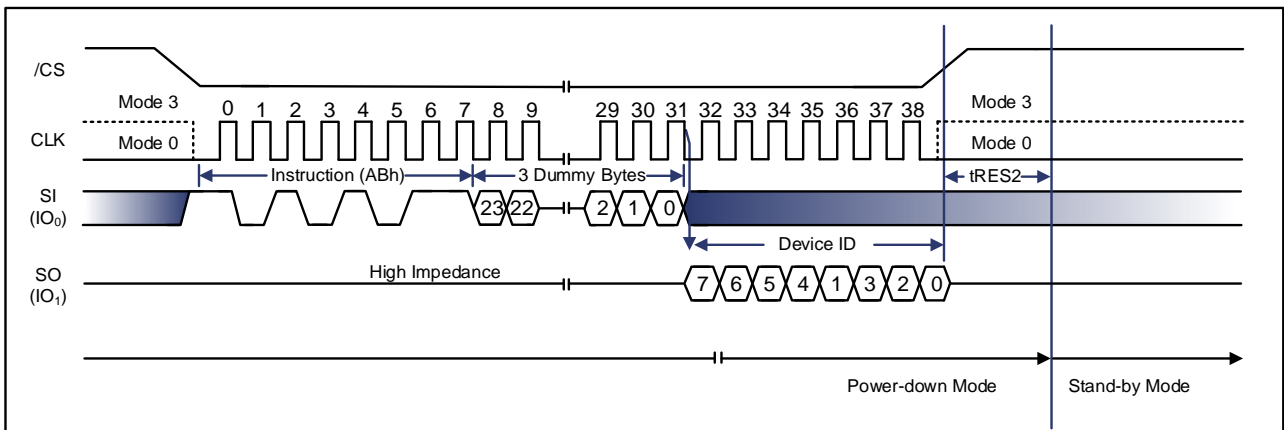 /CS
Mode 3
0 1 2 3 4 5 6 7 8 9 29 30 31 32 33 34 35 36 37 38
Mode 3
CLK
Mode 0
Mode 0
Instruction (ABh)
3 Dummy Bytes
tRES2
SI
(IO0)
23 22 2 1 0
Device ID
SO
(IO1)
High Impedance
7 6 5 4 1 3 2 0
Power-down Mode
Stand-by Mode